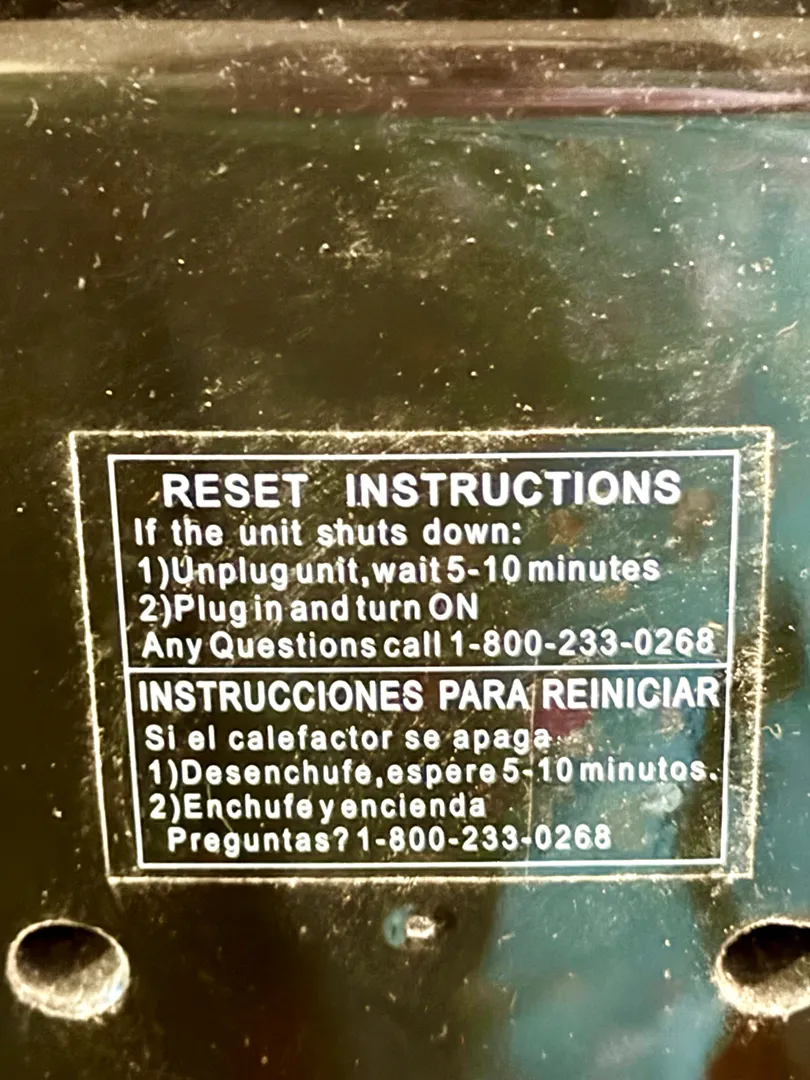 RESET INSTRUCTIONS
If the unit shuts down:
1)Unplug unit, wait 5-10 minutes
2)Plug in and turn ON
Any Questions call 1-800-233-0268
INSTRUCCIONES PARA REINICIAR
Si el calefactor se apaga:
1)Desenchufe, espere 5-10 minutos.
2)Enchufe y encienda
Preguntas? 1-800-233-0268